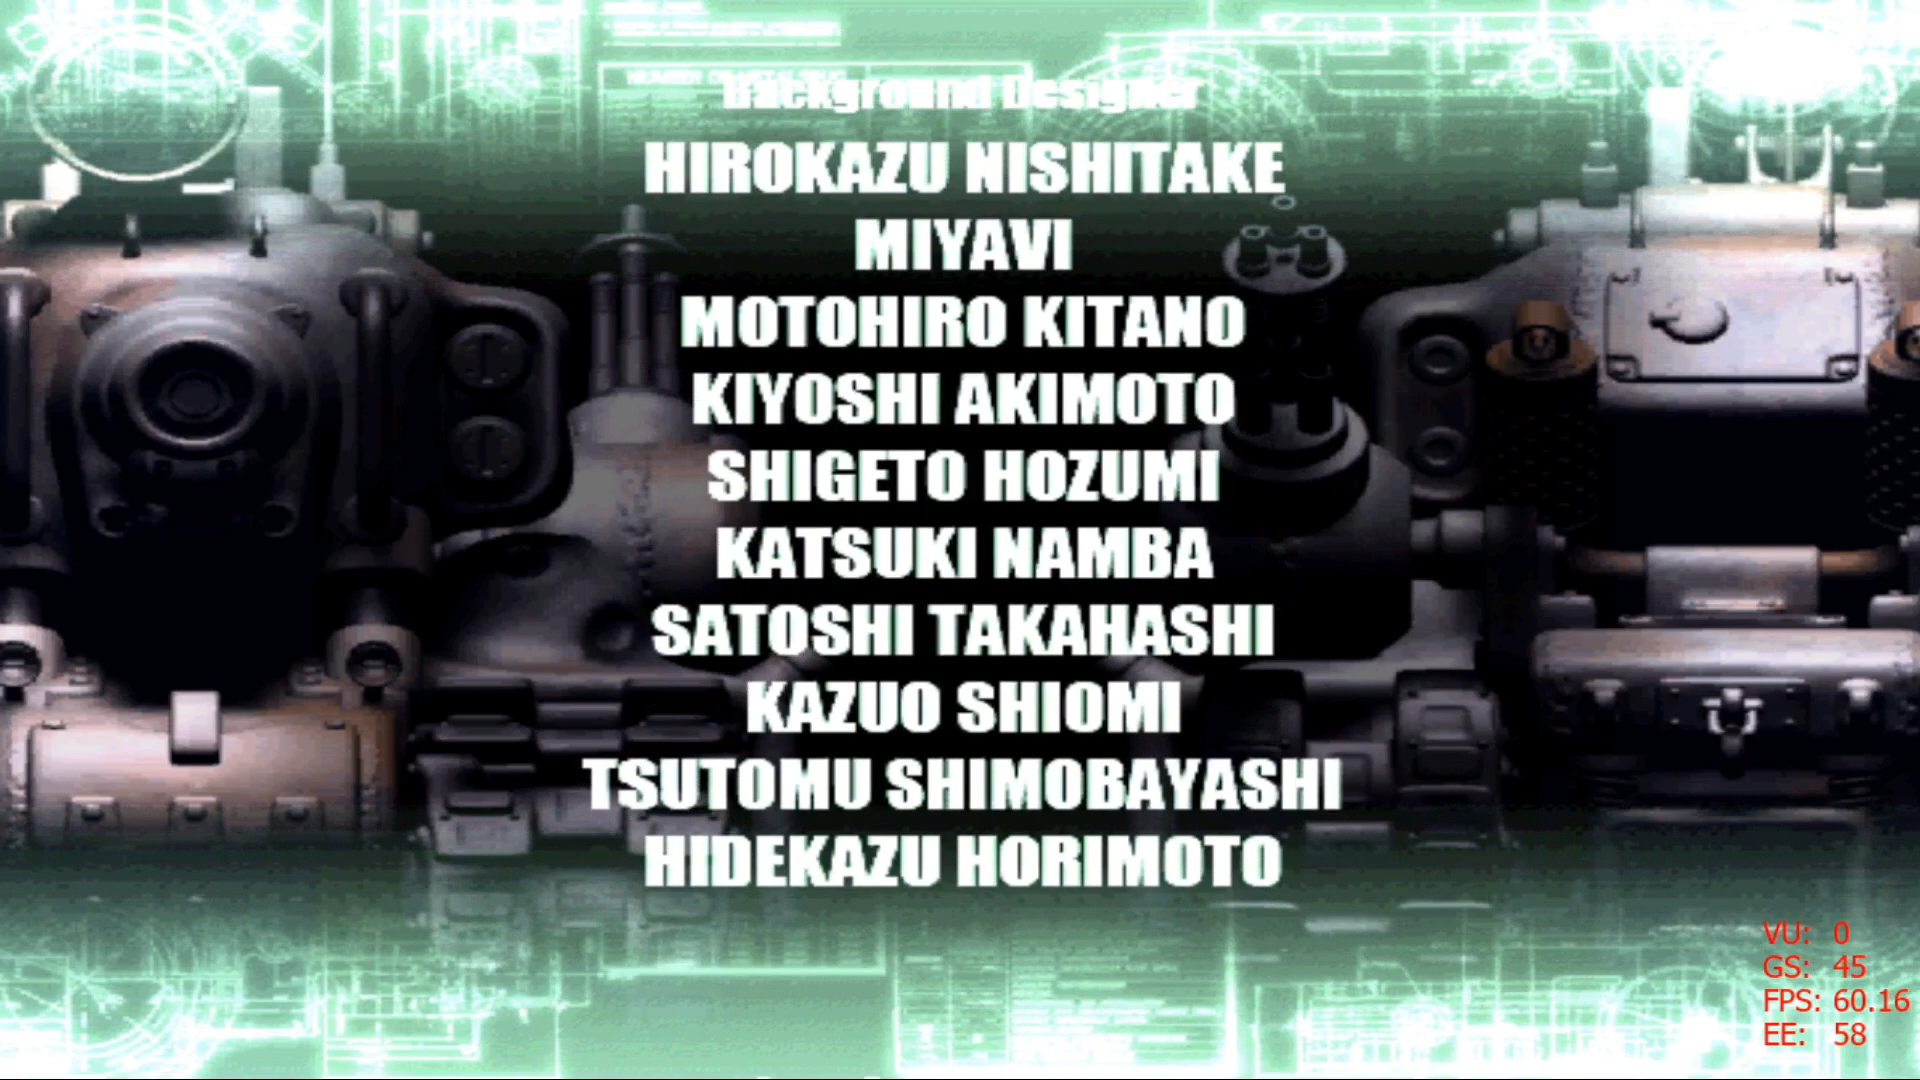 Background Designer
HIROKAZU NISHITAKE
MIYAVI
MOTOHIRO KITANO
KIYOSHI AKIMOTO
SHIGETO HOZUMI
KATSUKI NAMBA
SATOSHI TAKAHASHI
KAZUO SHIOMI
TSUTOMU SHIMOBAYASHI
HIDEKAZU HORIMOTO
VU: 0
GS: 45
FPS: 60.16
EE: 58